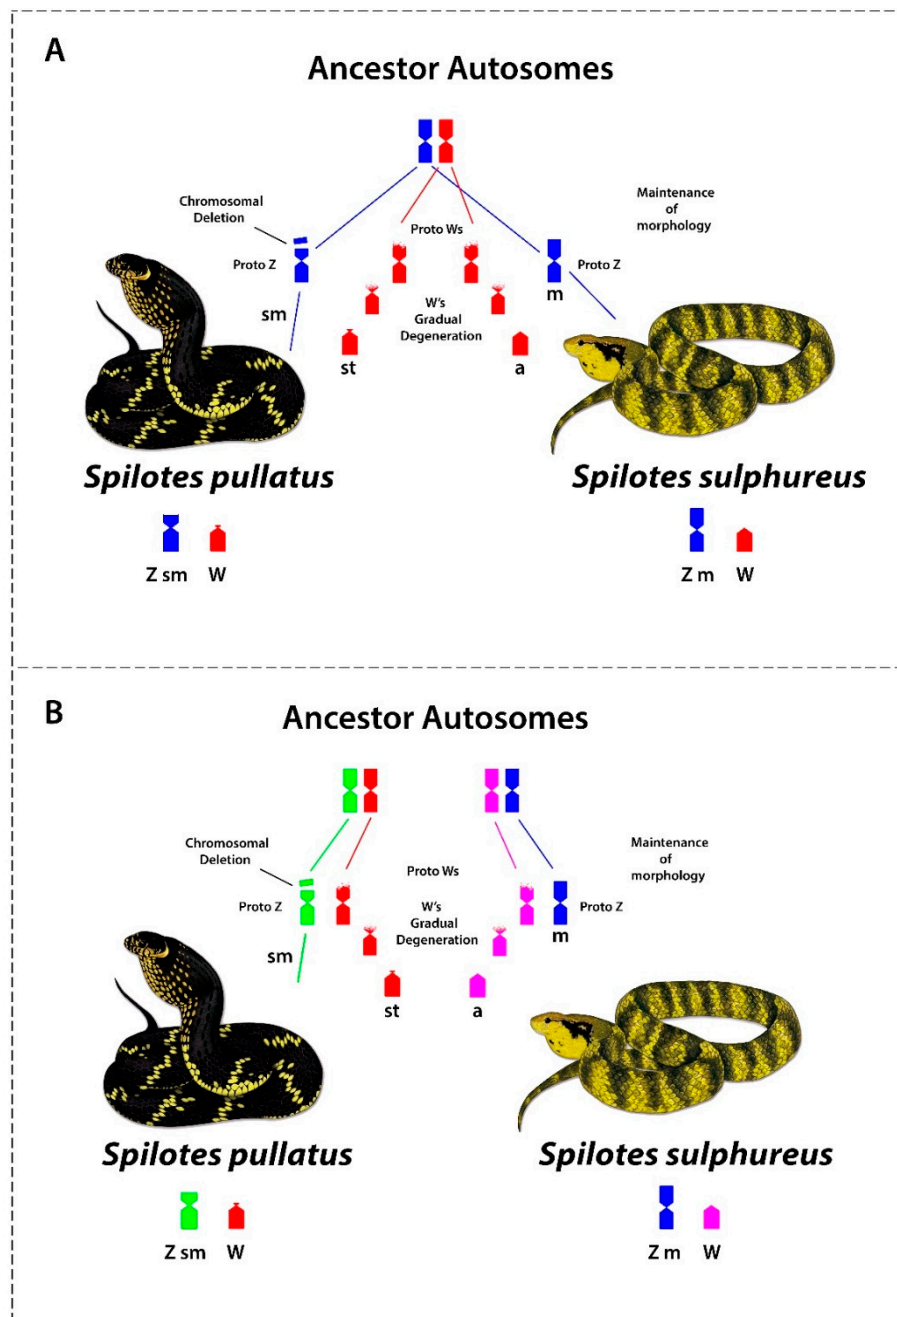 A
Ancestor Autosomes
Chromosomal
Deletion
Maintenance
of
morphology
Proto Ws
Proto Z
Proto Z
sm
m
W's
Gradual
Degeneration
st
a
Spilotes pullatus
Spilotes sulphureus
Z sm W
Z m W
B
Ancestor Autosomes
Chromosomal
Deletion
Maintenance
of
morphology
Proto Ws
Proto Z
Proto Z
W's
Gradual
Degeneration
sm
m
st
a
Spilotes pullatus
Spilotes sulphureus
Z sm W
Z m W